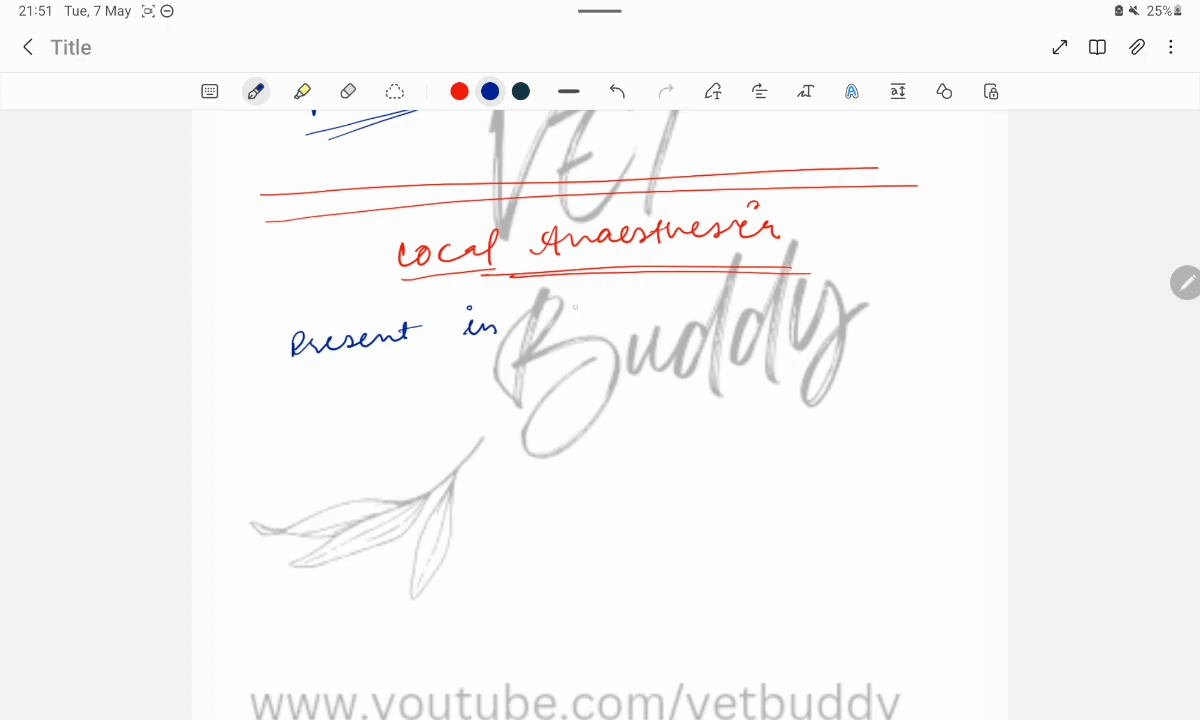 21:51 Tue, 7 May 25%
Title
VET
Local Anaesthesia
Buddy
Present in
www.youtube.com/vetbuddy